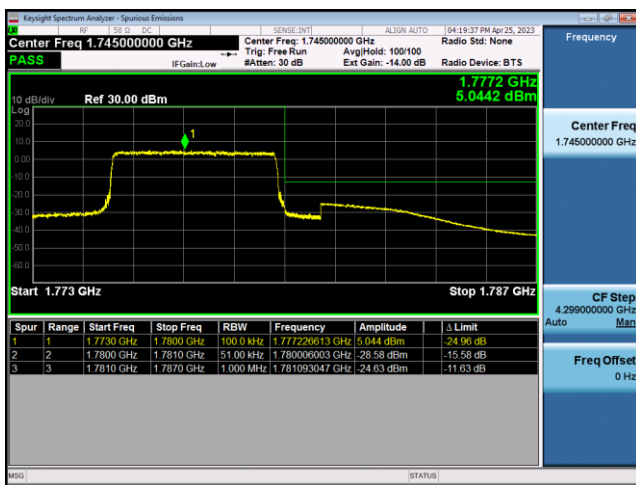 Keysight Spectrum Analyzer - Spurious Emissions
RF 50 Ω DC SENSE:INT ALIGN AUTO 04:19:37 PM Apr 25, 2023
Center Freq 1.745000000 GHz Center Freq: 1.745000000 GHz Radio Std: None Frequency
Trig: Free Run Avg|Hold: 100/100
PASS IFGain:Low #Atten: 30 dB Ext Gain: -14.00 dB Radio Device: BTS
1.7772 GHz
10 dB/div Ref 30.00 dBm 5.0442 dBm
Log
20.0
10.0
0.00
-10.0
-20.0
-30.0
-40.0
-50.0
-60.0
1
Start 1.773 GHz Stop 1.787 GHz
Center Freq
1.745000000 GHz
CF Step
4.299000000 GHz
Auto Man
Freq Offset
0 Hz
Spur Range Start Freq Stop Freq RBW Frequency Amplitude Δ Limit
1 1 1.7730 GHz 1.7800 GHz 100.0 kHz 1.777226613 GHz 5.044 dBm -24.96 dB
2 2 1.7800 GHz 1.7810 GHz 51.00 kHz 1.780006003 GHz -28.58 dBm -15.58 dB
3 3 1.7810 GHz 1.7870 GHz 1.000 MHz 1.781093047 GHz -24.63 dBm -11.63 dB
MSG STATUS